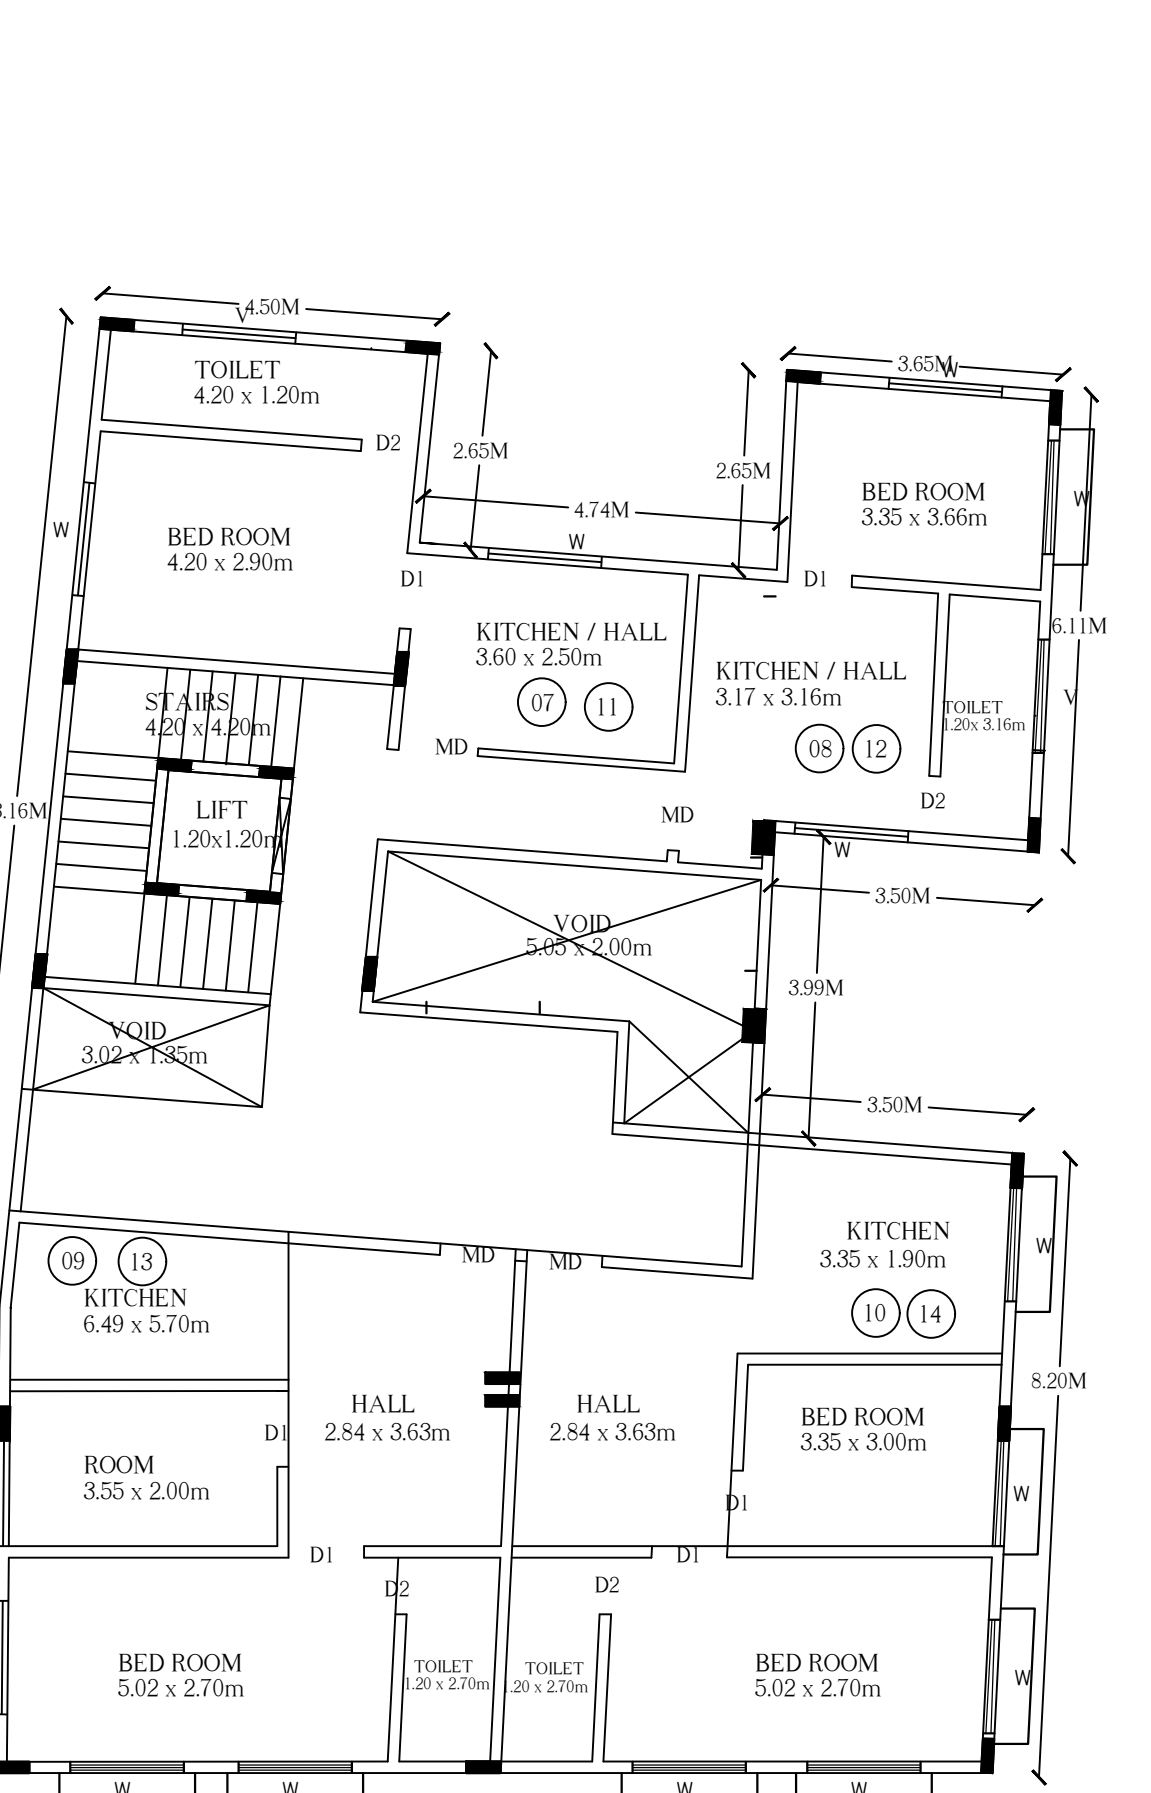 4.50M
V
3.65M
W
TOILET
4.20 x 1.20m
D2
2.65M
2.65M
4.74M
W
BED ROOM
3.35 x 3.66m
W
W
BED ROOM
4.20 x 2.90m
D1
D1
6.11M
KITCHEN / HALL
3.60 x 2.50m
07
11
KITCHEN / HALL
3.17 x 3.16m
08
12
TOILET
1.20x 3.16m
V
STAIRS
4.20 x 4.20m
MD
D2
LIFT
1.20x1.20m
3.16M
MD
W
3.50M
VOID
5.05 x 2.00m
3.99M
VOID
3.02 x 1.35m
3.50M
09
13
KITCHEN
6.49 x 5.70m
MD
MD
KITCHEN
3.35 x 1.90m
W
10
14
8.20M
HALL
2.84 x 3.63m
HALL
2.84 x 3.63m
BED ROOM
3.35 x 3.00m
D1
ROOM
3.55 x 2.00m
D1
W
D1
D1
D2
D2
BED ROOM
5.02 x 2.70m
TOILET
1.20 x 2.70m
TOILET
1.20 x 2.70m
BED ROOM
5.02 x 2.70m
W
W
W
W
W